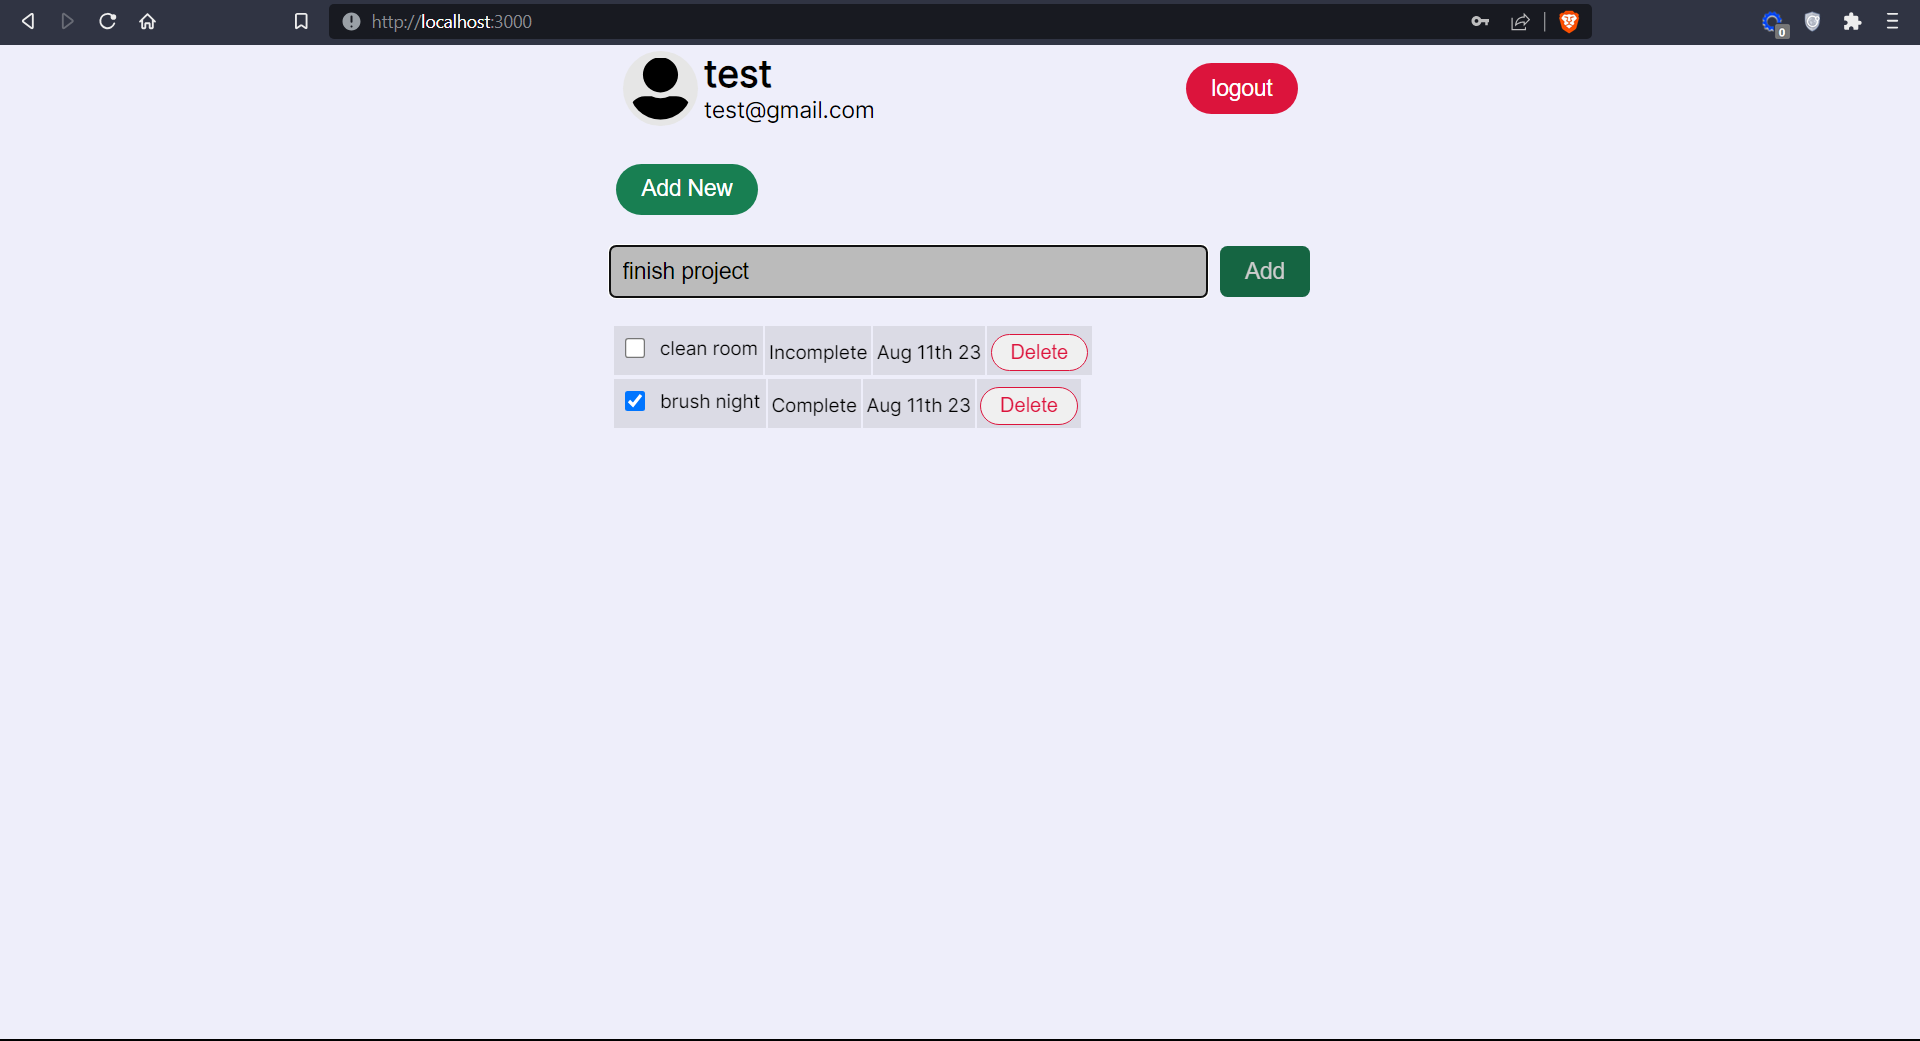 http://localhost:3000
0
test
test@gmail.com
logout
Add New
finish project
Add
clean room Incomplete Aug 11th 23 Delete
brush night Complete Aug 11th 23 Delete